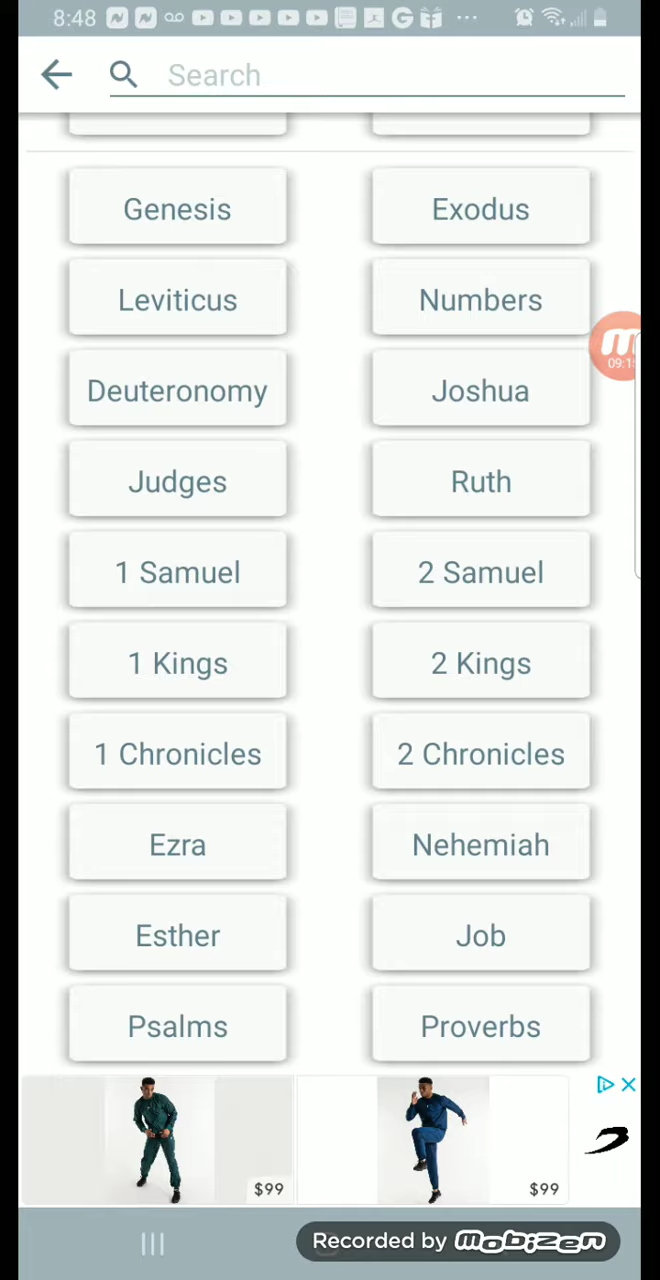 8:48
Search
Genesis
Exodus
Leviticus
Numbers
Deuteronomy
Joshua
Judges
Ruth
1 Samuel
2 Samuel
1 Kings
2 Kings
1 Chronicles
2 Chronicles
Ezra
Nehemiah
Esther
Job
Psalms
Proverbs
$99
$99
Recorded by mobizen